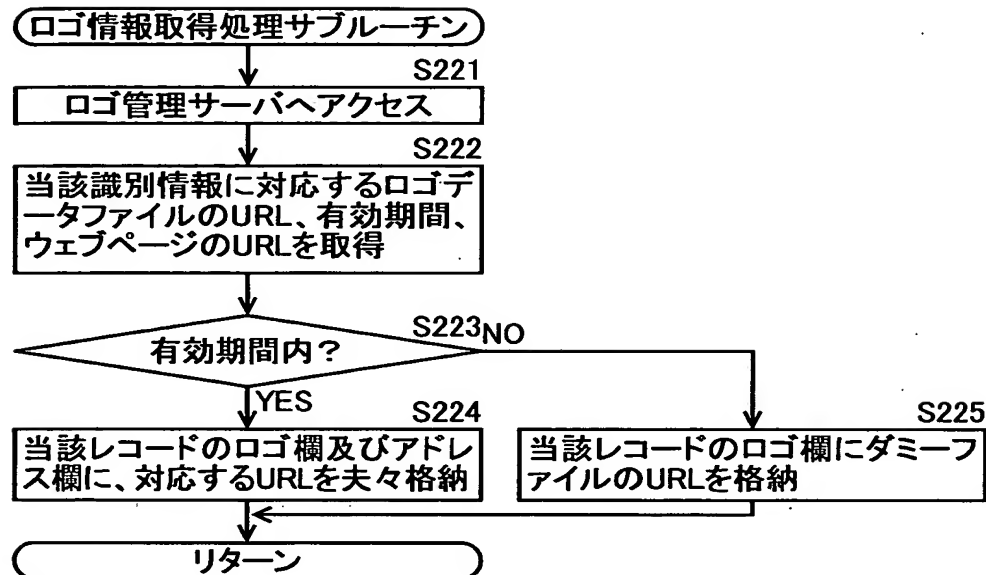 ロゴ情報取得処理サブルーチン
S221
ロゴ管理サーバへアクセス
S222
当該識別情報に対応するロゴデ
ータファイルのURL、有効期間、
ウェブページのURLを取得
S223
有効期間内?
NO
YES
S224
当該レコードのロゴ欄及びアドレ
ス欄に、対応するURLを夫々格納
S225
当該レコードのロゴ欄にダミーフ
ァイルのURLを格納
リターン